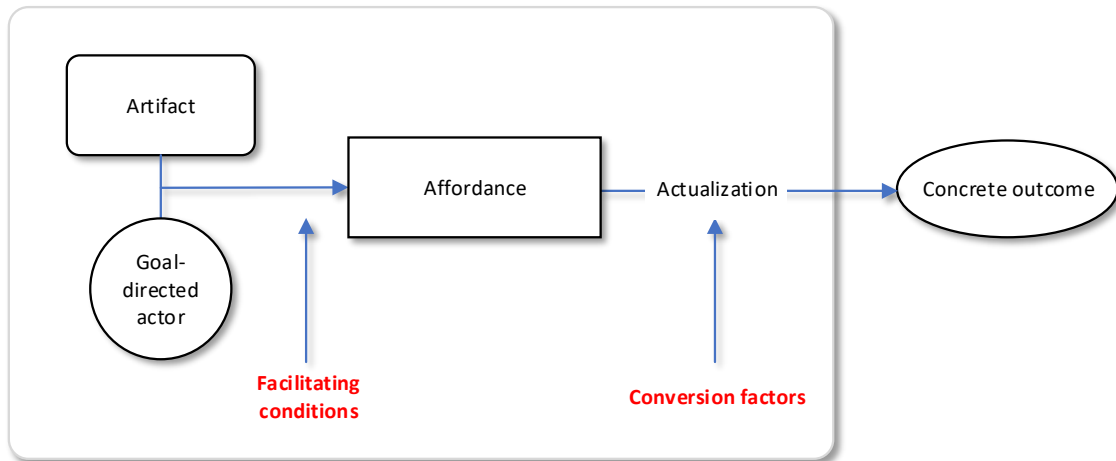 Artifact
Affordance
Actualization
Concrete outcome
Goal-
directed
actor
Facilitating
conditions
Conversion factors